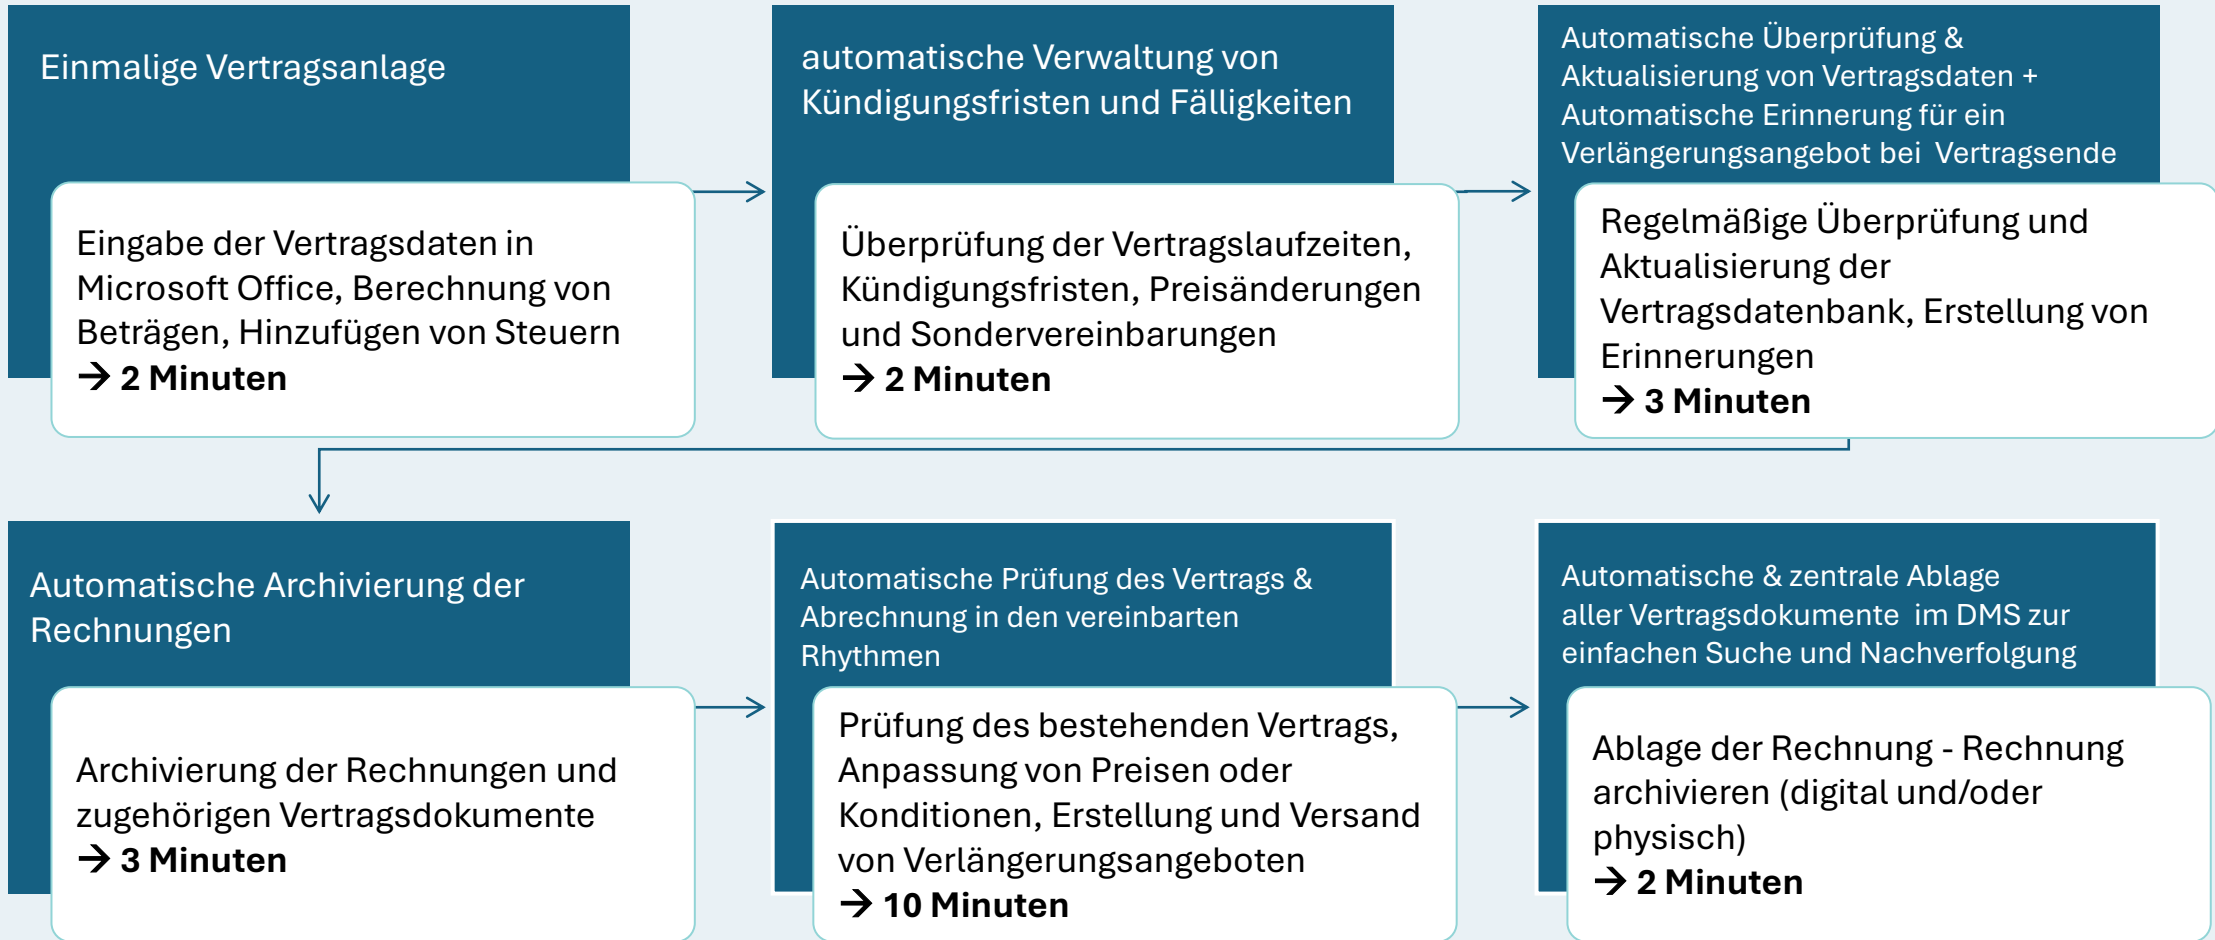 Einmalige Vertragsanlage
Eingabe der Vertragsdaten in
Microsoft Office, Berechnung von
Beträgen, Hinzufügen von Steuern
→ 2 Minuten
automatische Verwaltung von
Kündigungsfristen und Fälligkeiten
Überprüfung der Vertragslaufzeiten,
Kündigungsfristen, Preisänderungen
und Sondervereinbarungen
→ 2 Minuten
Automatische Überprüfung &
Aktualisierung von Vertragsdaten +
Automatische Erinnerung für ein
Verlängerungsangebot bei  Vertragsende
Regelmäßige Überprüfung und
Aktualisierung der
Vertragsdatenbank, Erstellung von
Erinnerungen
→ 3 Minuten
Automatische Archivierung der
Rechnungen
Archivierung der Rechnungen und
zugehörigen Vertragsdokumente
→ 3 Minuten
Automatische Prüfung des Vertrags &
Abrechnung in den vereinbarten
Rhythmen
Prüfung des bestehenden Vertrags,
Anpassung von Preisen oder
Konditionen, Erstellung und Versand
von Verlängerungsangeboten
→ 10 Minuten
Automatische & zentrale Ablage
aller Vertragsdokumente  im DMS zur
einfachen Suche und Nachverfolgung
Ablage der Rechnung - Rechnung
archivieren (digital und/oder
physisch)
→ 2 Minuten